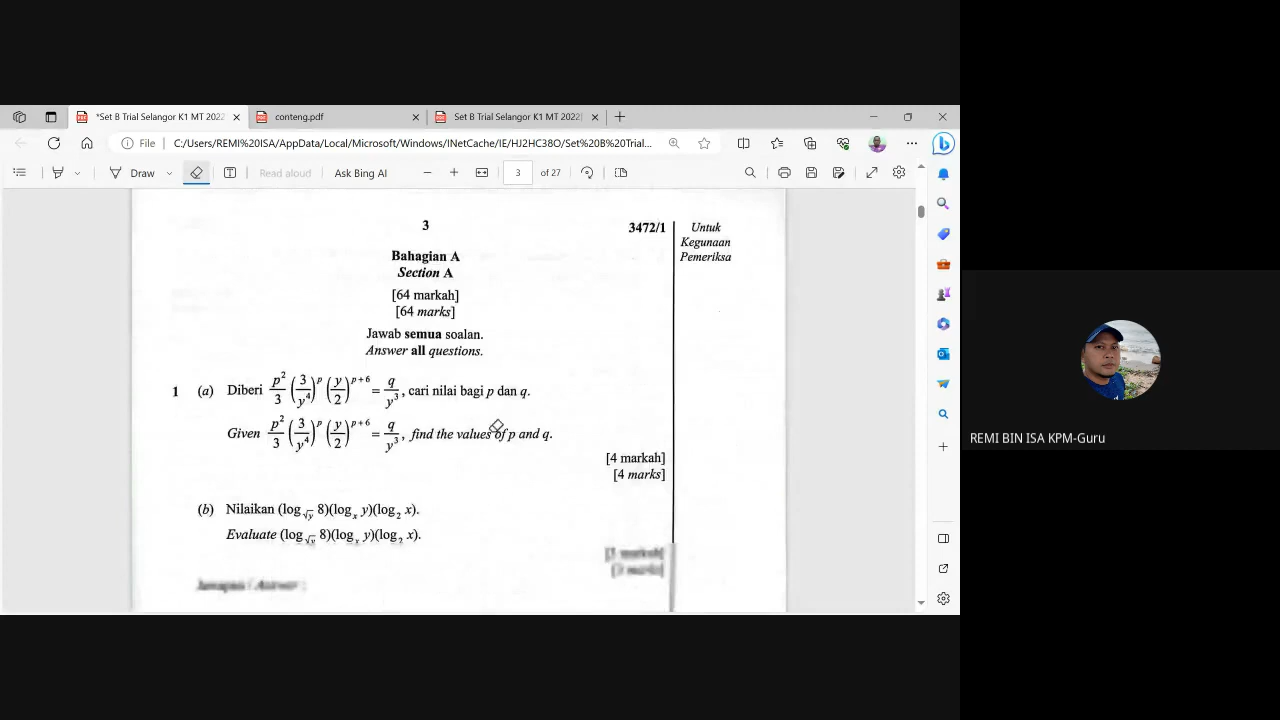 *Set B Trial Selangor K1 MT 2022
conteng.pdf
Set B Trial Selangor K1 MT 2022
File
C:/Users/REMI%20ISA/AppData/Local/Microsoft/Windows/INetCache/IE/HJ2HC38O/Set%20B%20Trial...
Draw
Read aloud
Ask Bing AI
3 of 27
3
3472/1
Untuk
Kegunaan
Pemeriksa
Bahagian A
Section A
[64 markah]
[64 marks]
Jawab semua soalan.
Answer all questions.
1 (a) Diberi p²/3 (3/y⁴)^p (y/2)^(p+6) = q/y³, cari nilai bagi p dan q.
Given p²/3 (3/y⁴)^p (y/2)^(p+6) = q/y³, find the values of p and q.
[4 markah]
[4 marks]
(b) Nilaikan (log_√y 8)(log_x y)(log_2 x).
Evaluate (log_√y 8)(log_x y)(log_2 x).
REMI BIN ISA KPM-Guru